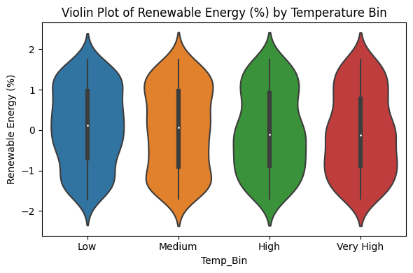 Violin Plot of Renewable Energy (%) by Temperature Bin
Renewable Energy (%)
2
1
0
−1
−2
Low Medium High Very High
Temp_Bin